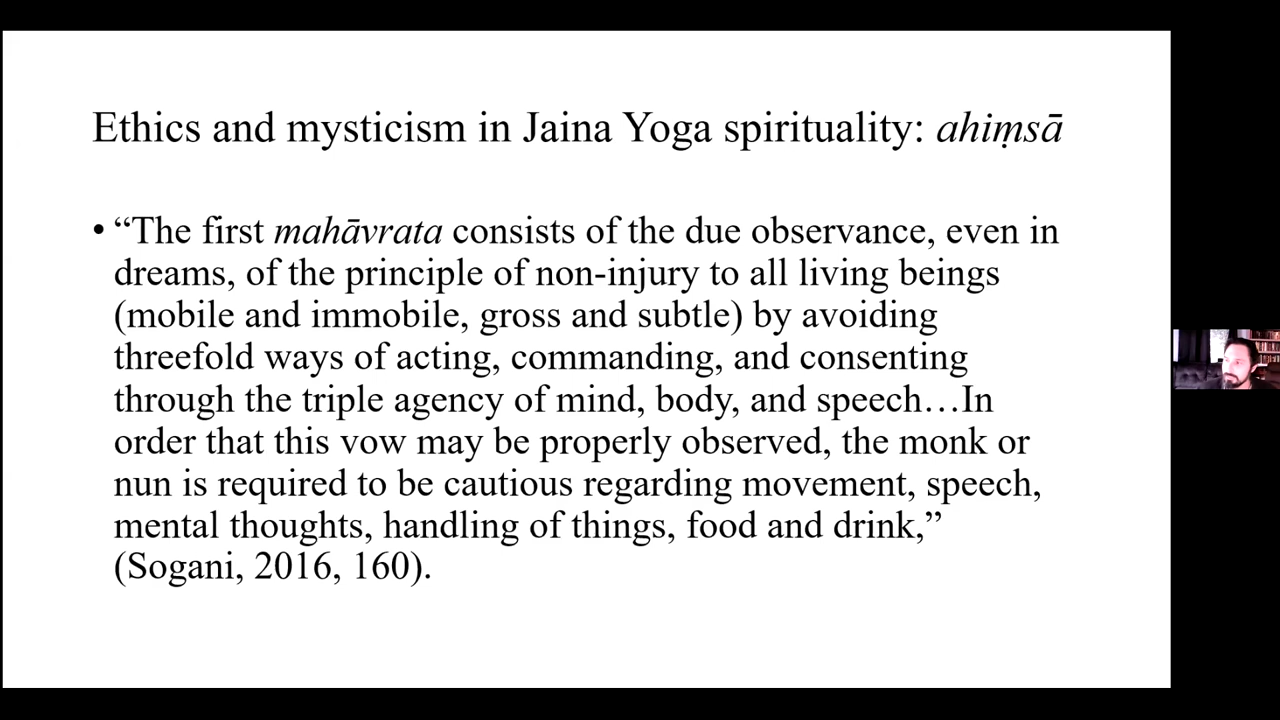 Ethics and mysticism in Jaina Yoga spirituality: ahiṃsā
• “The first mahāvrata consists of the due observance, even in
dreams, of the principle of non-injury to all living beings
(mobile and immobile, gross and subtle) by avoiding
threefold ways of acting, commanding, and consenting
through the triple agency of mind, body, and speech…In
order that this vow may be properly observed, the monk or
nun is required to be cautious regarding movement, speech,
mental thoughts, handling of things, food and drink,”
(Sogani, 2016, 160).